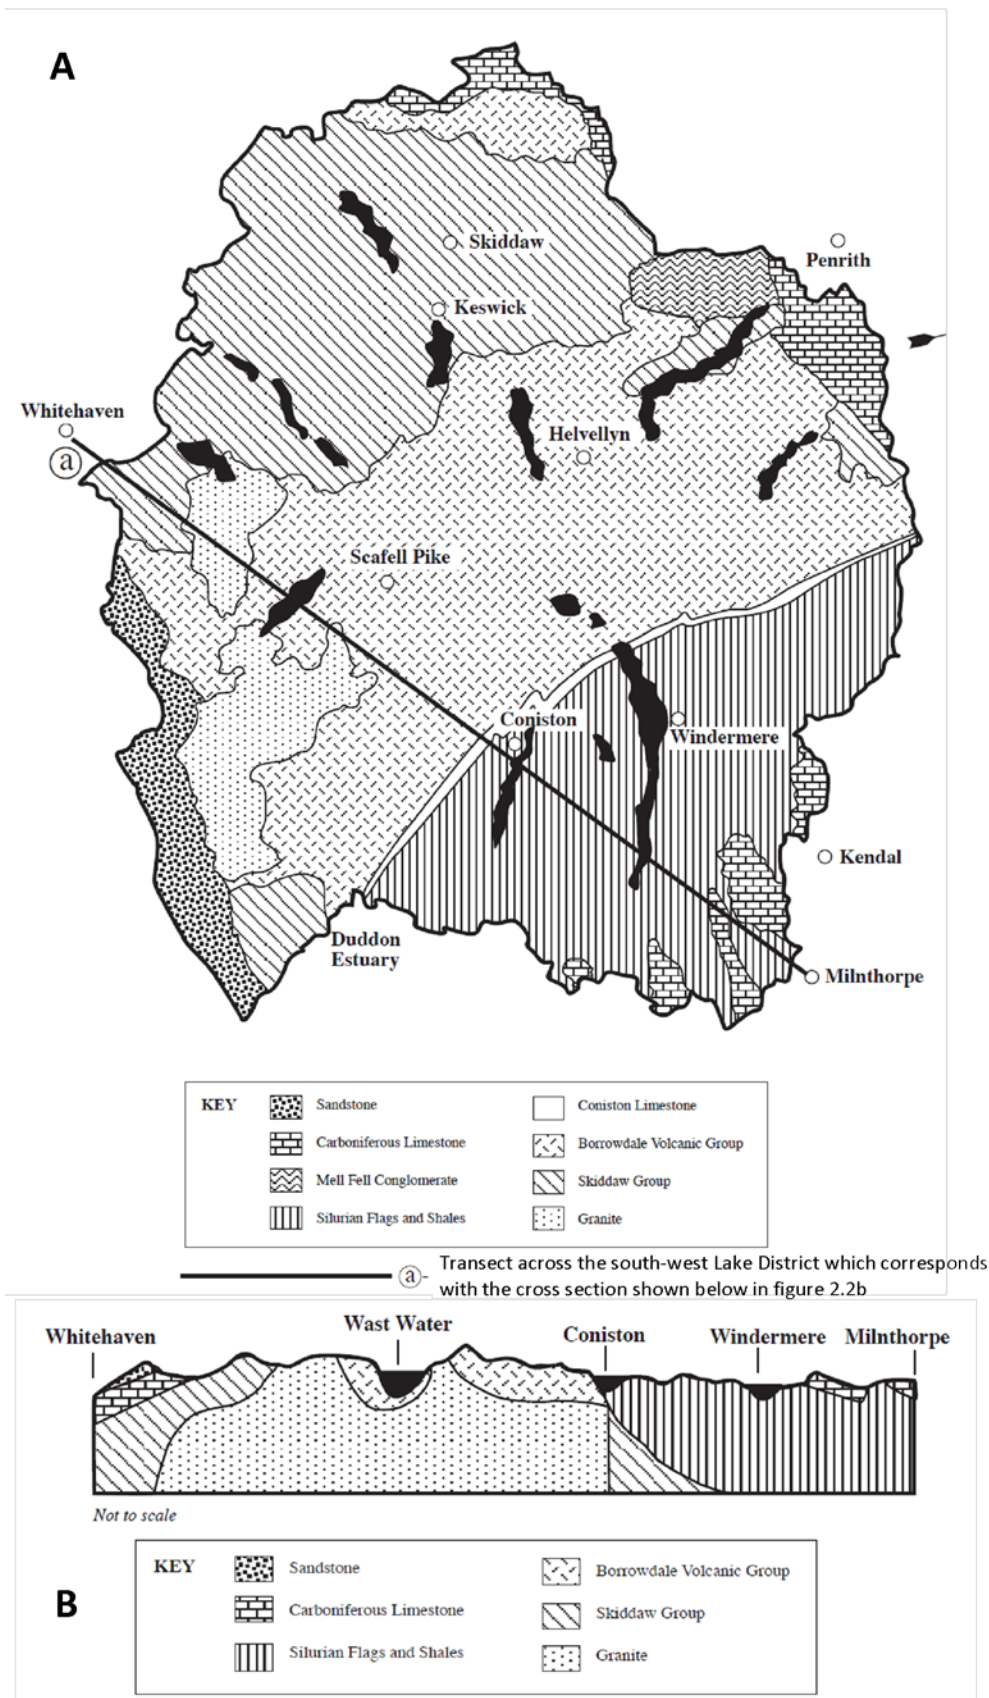 A
Skiddaw
Penrith
Keswick
Whitehaven
a
Helvellyn
Scafell Pike
Coniston
Windermere
Kendal
Duddon
Estuary
Milnthorpe
KEY
Sandstone
Coniston Limestone
Carboniferous Limestone
Borrowdale Volcanic Group
Mell Fell Conglomerate
Skiddaw Group
Silurian Flags and Shales
Granite
a - Transect across the south-west Lake District which corresponds
with the cross section shown below in figure 2.2b
Whitehaven
Wast Water
Coniston
Windermere
Milnthorpe
Not to scale
KEY
Sandstone
Borrowdale Volcanic Group
Carboniferous Limestone
Skiddaw Group
Silurian Flags and Shales
Granite
B